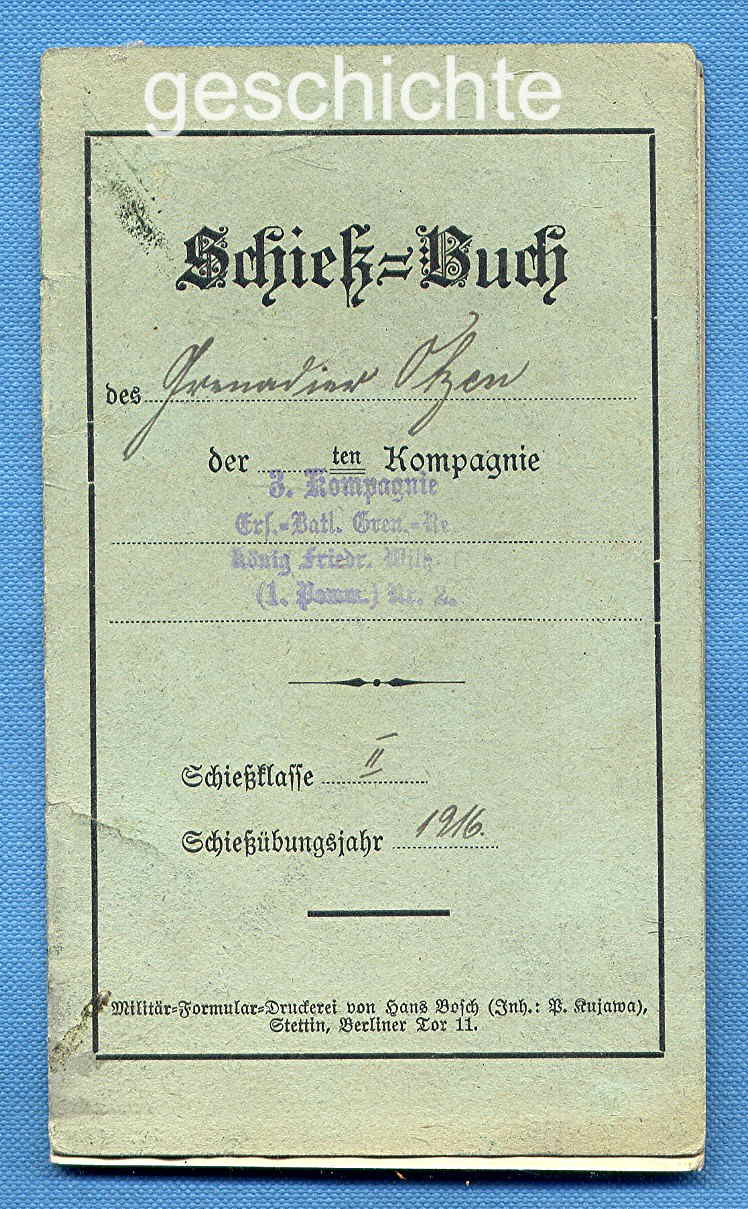 geschichte
Schieß=Buch
des Grenadier Otzen
der ten Kompagnie
3. Kompagnie
Ers.=Batl. Gren.=Re
König Friedr. Wilh.
(1. Pomm.) Nr. 2.
Schießklasse II
Schießübungsjahr 1916.
Militär=Formular=Druckerei von Hans Bosch (Inh.: P. Kujawa),
Stettin, Berliner Tor 11.